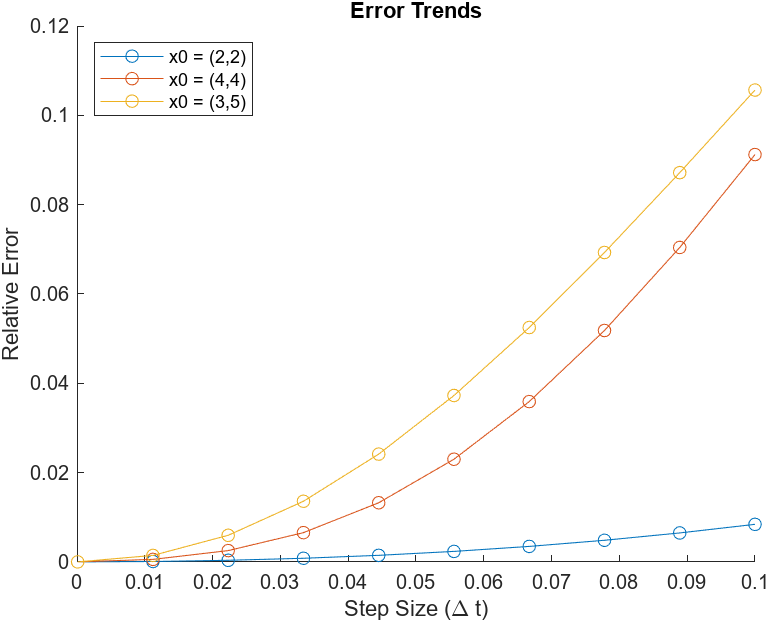 Error Trends
0.12
x0 = (2,2)
x0 = (4,4)
x0 = (3,5)
0.1
0.08
0.06
0.04
0.02
0
Relative Error
0 0.01 0.02 0.03 0.04 0.05 0.06 0.07 0.08 0.09 0.1
Step Size (Δ t)